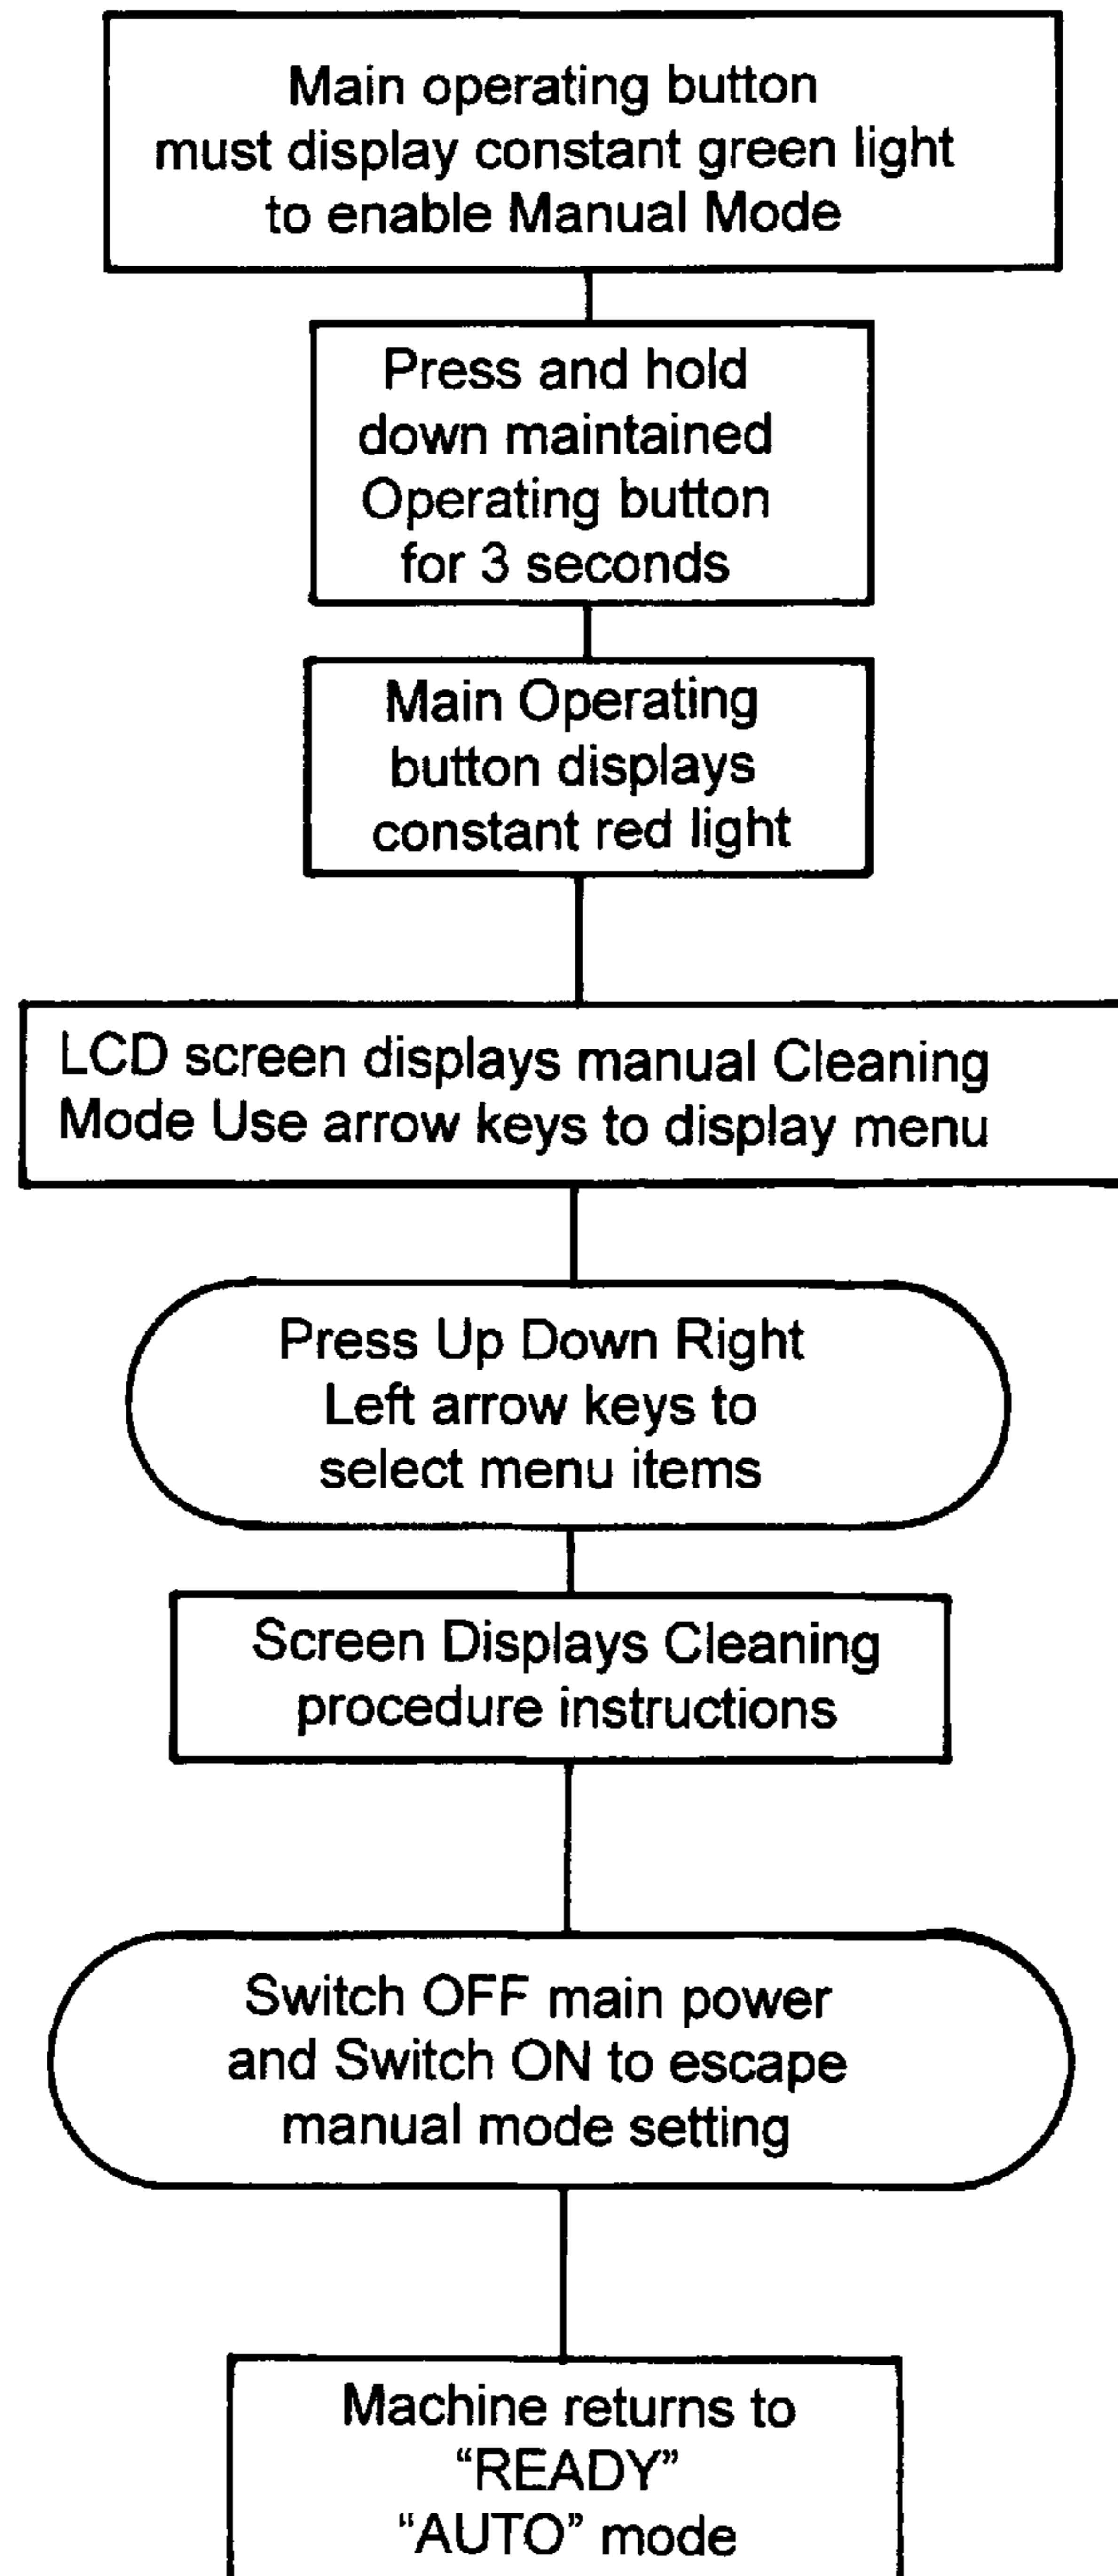 Main operating button
must display constant green light
to enable Manual Mode
Press and hold
down maintained
Operating button
for 3 seconds
Main Operating
button displays
constant red light
LCD screen displays manual Cleaning
Mode Use arrow keys to display menu
Press Up Down Right
Left arrow keys to
select menu items
Screen Displays Cleaning
procedure instructions
Switch OFF main power
and Switch ON to escape
manual mode setting
Machine returns to
“READY”
“AUTO” mode